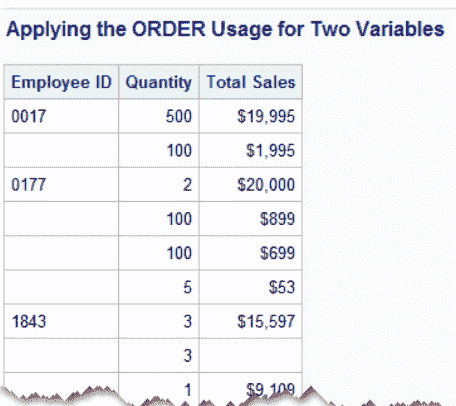 Applying the ORDER Usage for Two Variables
Employee ID Quantity Total Sales
0017 500 $19,995
100 $1,995
0177 2 $20,000
100 $899
100 $699
5 $53
1843 3 $15,597
3
1 $9,109